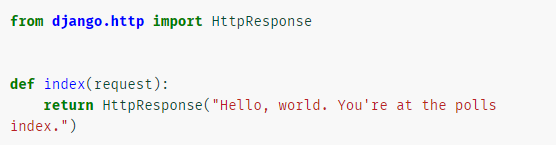 from django.http import HttpResponse
def index(request):
    return HttpResponse("Hello, world. You're at the polls
index.")